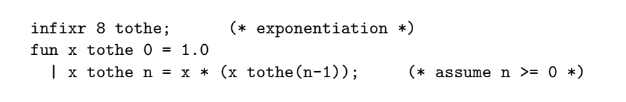 infixr 8 tothe; (* exponentiation *)
fun x tothe 0 = 1.0
| x tothe n = x * (x tothe(n-1)); (* assume n >= 0 *)